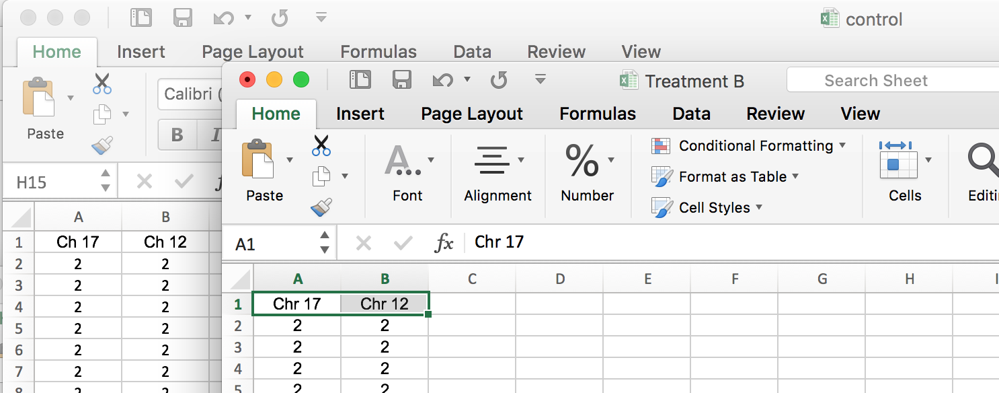 control
Home Insert Page Layout Formulas Data Review View
Calibri (
Paste
B I
H15
A B
1 Ch 17 Ch 12
2 2 2
3 2 2
4 2 2
5 2 2
6 2 2
7 2 2
8 2 2
Treatment B
Search Sheet
Home Insert Page Layout Formulas Data Review View
Paste
A...
Font
Alignment
%
Number
Conditional Formatting
Format as Table
Cell Styles
Cells
Editi
A1 fx Chr 17
A B C D E F G H I
1 Chr 17 Chr 12
2 2 2
3 2 2
4 2 2
5 2 2